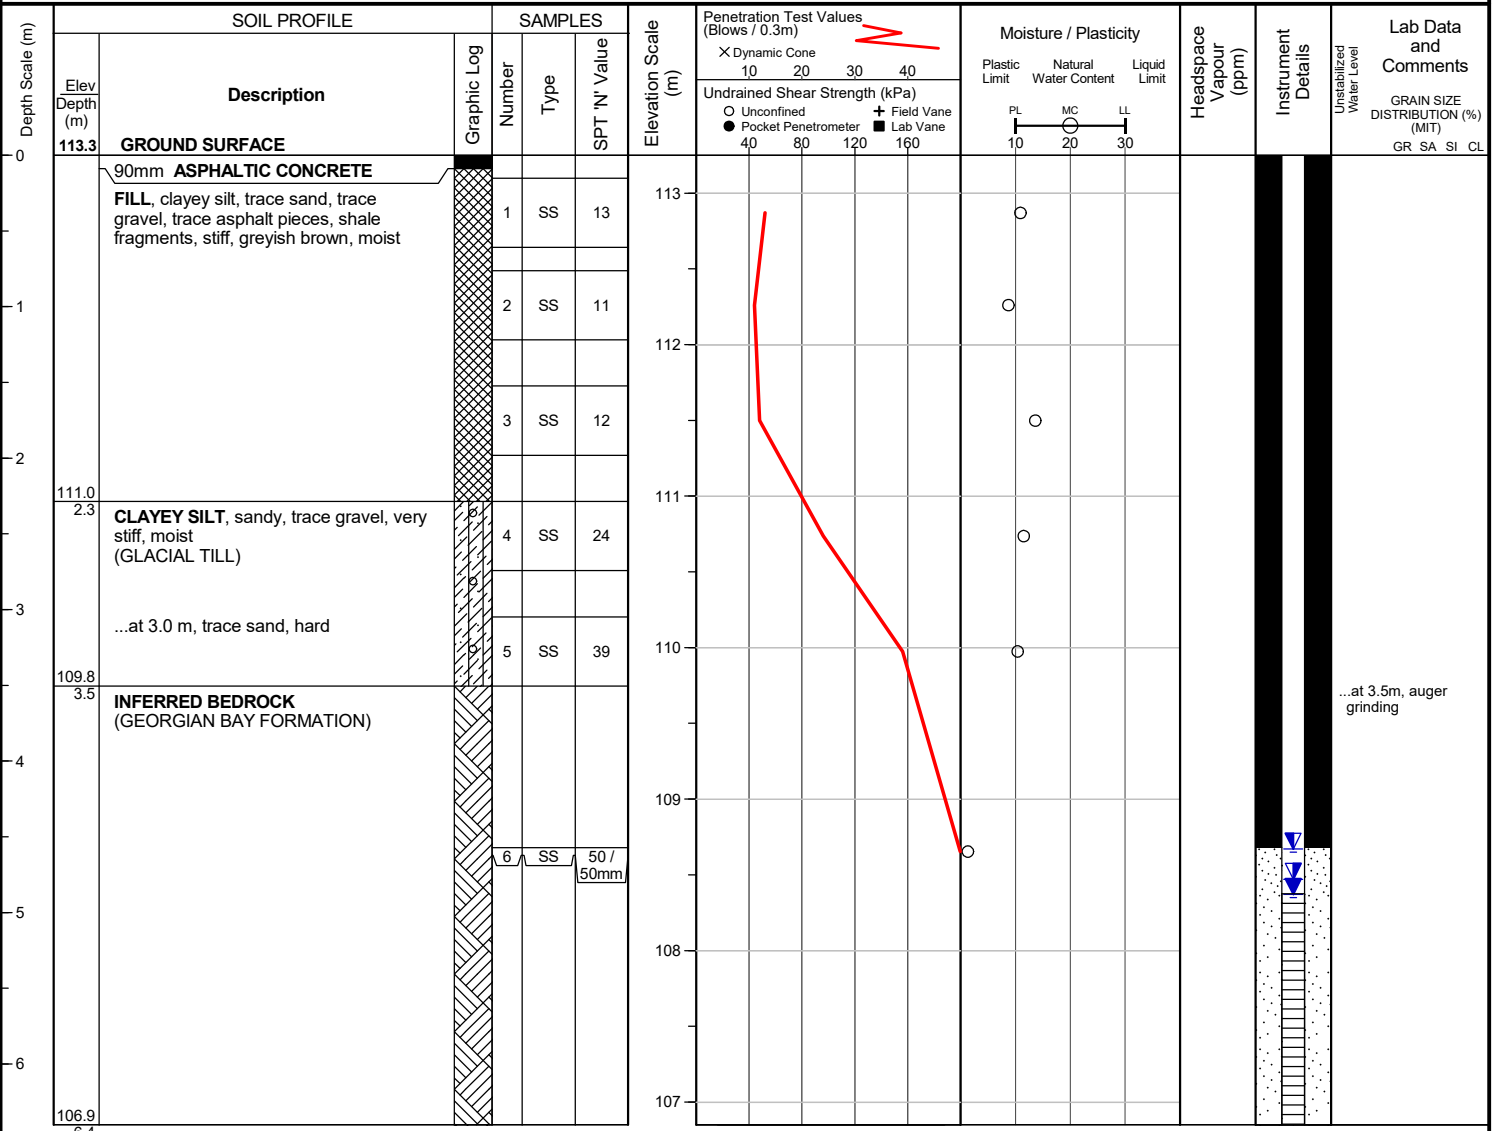 SOIL PROFILE
SAMPLES
Depth Scale (m)
Elev
Depth
(m)
Description
Graphic Log
Number
Type
SPT 'N' Value
Elevation Scale
(m)
Penetration Test Values
(Blows / 0.3m)
Dynamic Cone
10 20 30 40
Undrained Shear Strength (kPa)
Unconfined
Field Vane
Pocket Penetrometer
Lab Vane
40 80 120 160
Moisture / Plasticity
Plastic
Limit
Natural
Water Content
Liquid
Limit
PL MC LL
10 20 30
Headspace
Vapour
(ppm)
Instrument
Details
Unstabilized
Water Level
Lab Data
and
Comments
GRAIN SIZE
DISTRIBUTION (%)
(MIT)
GR SA SI CL
113.3 GROUND SURFACE
0
90mm ASPHALTIC CONCRETE
FILL, clayey silt, trace sand, trace
gravel, trace asphalt pieces, shale
fragments, stiff, greyish brown, moist
1 SS 13
113
1
2 SS 11
112
3 SS 12
2
111.0
2.3
111
CLAYEY SILT, sandy, trace gravel, very
stiff, moist
(GLACIAL TILL)
4 SS 24
3
...at 3.0 m, trace sand, hard
5 SS 39
110
109.8
3.5
INFERRED BEDROCK
(GEORGIAN BAY FORMATION)
...at 3.5m, auger
grinding
4
109
6 SS 50 /
50mm
5
108
6
107
106.9
6.4